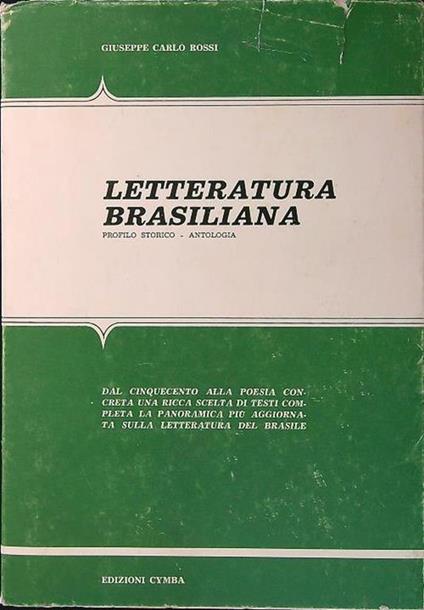 GIUSEPPE CARLO ROSSI
LETTERATURA
BRASILIANA
PROFILO STORICO - ANTOLOGIA
DAL CINQUECENTO ALLA POESIA CON-
CRETA UNA RICCA SCELTA DI TESTI COM-
PLETA LA PANORAMICA PIÙ AGGIORNA-
TA SULLA LETTERATURA DEL BRASILE
EDIZIONI CYMBA